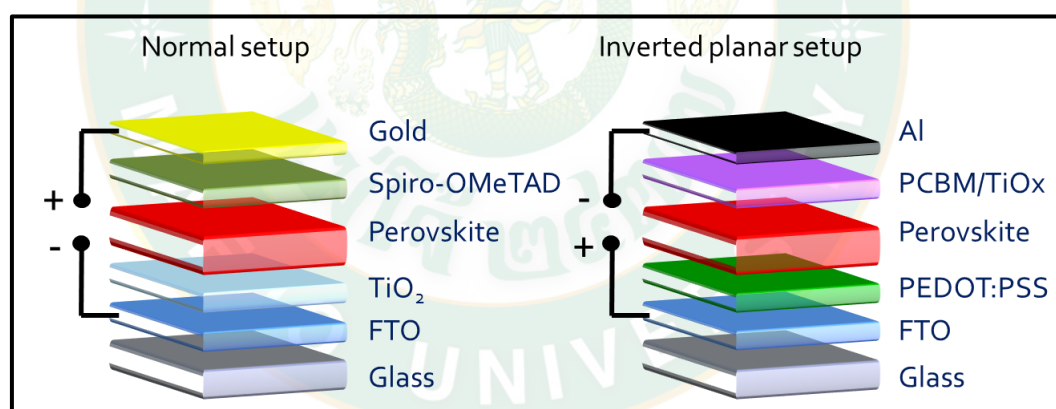 Normal setup
Inverted planar setup
Gold
Spiro-OMeTAD
Perovskite
TiO₂
FTO
Glass
+
-
Al
PCBM/TiOx
Perovskite
PEDOT:PSS
FTO
Glass
-
+
UNIV